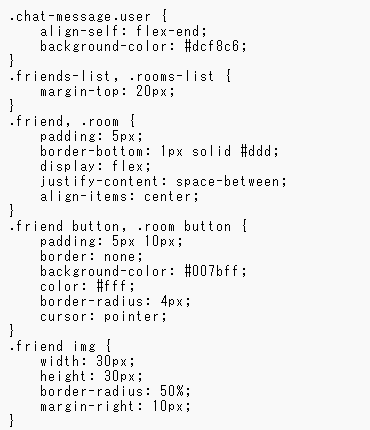 .chat-message.user {
    align-self: flex-end;
    background-color: #dcf8c6;
}
.friends-list, .rooms-list {
    margin-top: 20px;
}
.friend, .room {
    padding: 5px;
    border-bottom: 1px solid #ddd;
    display: flex;
    justify-content: space-between;
    align-items: center;
}
.friend button, .room button {
    padding: 5px 10px;
    border: none;
    background-color: #007bff;
    color: #fff;
    border-radius: 4px;
    cursor: pointer;
}
.friend img {
    width: 30px;
    height: 30px;
    border-radius: 50%;
    margin-right: 10px;
}